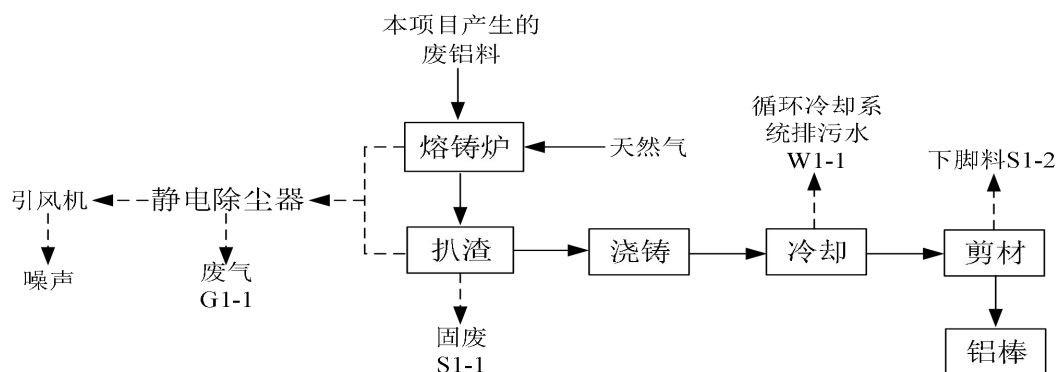 本项目产生的
废铝料
熔铸炉
天然气
循环冷却系
统排污水
W1-1
下脚料S1-2
引风机
静电除尘器
扒渣
浇铸
冷却
剪材
噪声
废气
G1-1
固废
S1-1
铝棒